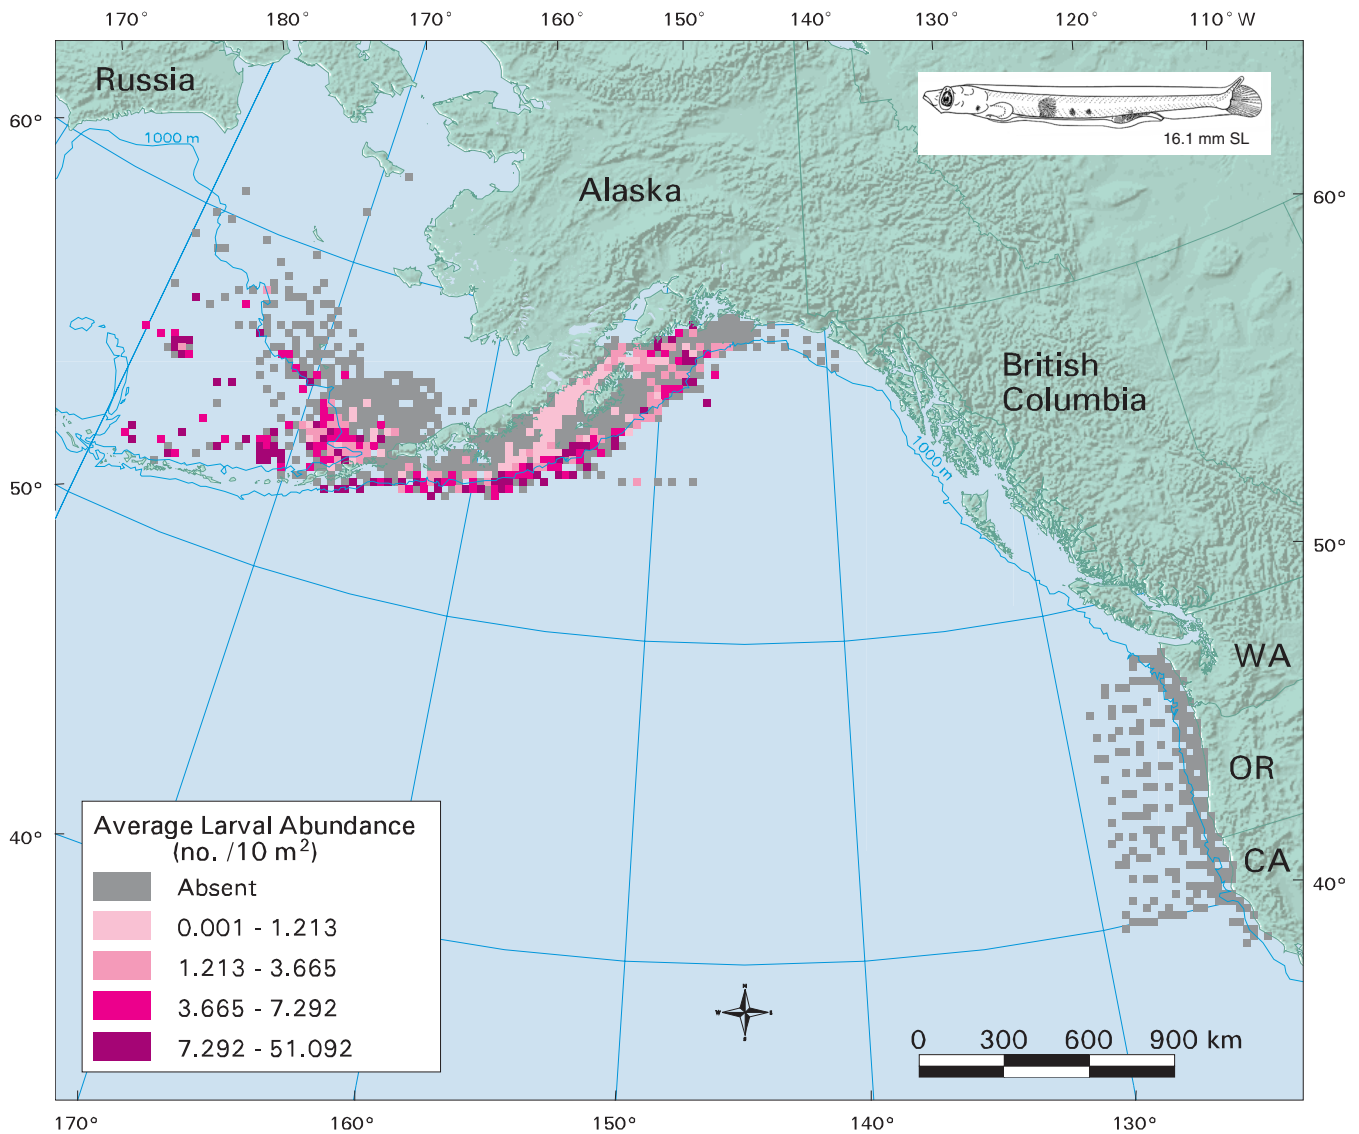 170° 180° 170° 160° 150° 140° 130° 120° 110° W
Russia
60°
1000 m
16.1 mm SL
Alaska
60°
British
Columbia
1000 m
50°
50°
WA
OR
CA
40°
40°
Average Larval Abundance
(no. /10 m²)
Absent
0.001 - 1.213
1.213 - 3.665
3.665 - 7.292
7.292 - 51.092
N
W
E
S
0 300 600 900 km
170° 160° 150° 140° 130°